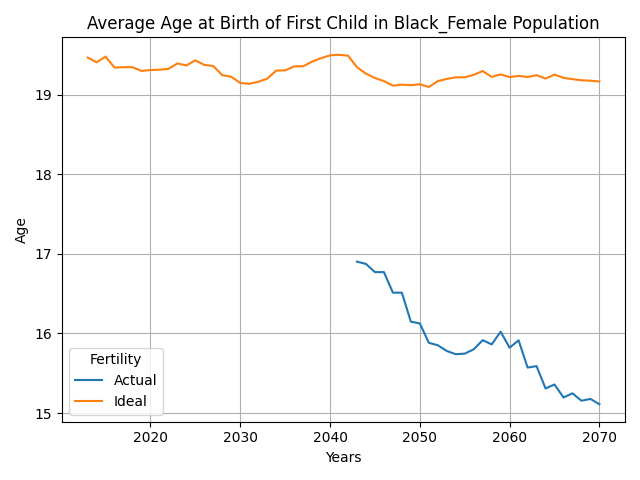 Average Age at Birth of First Child in Black_Female Population
Age
19
18
17
16
15
Fertility
Actual
Ideal
2020 2030 2040 2050 2060 2070
Years